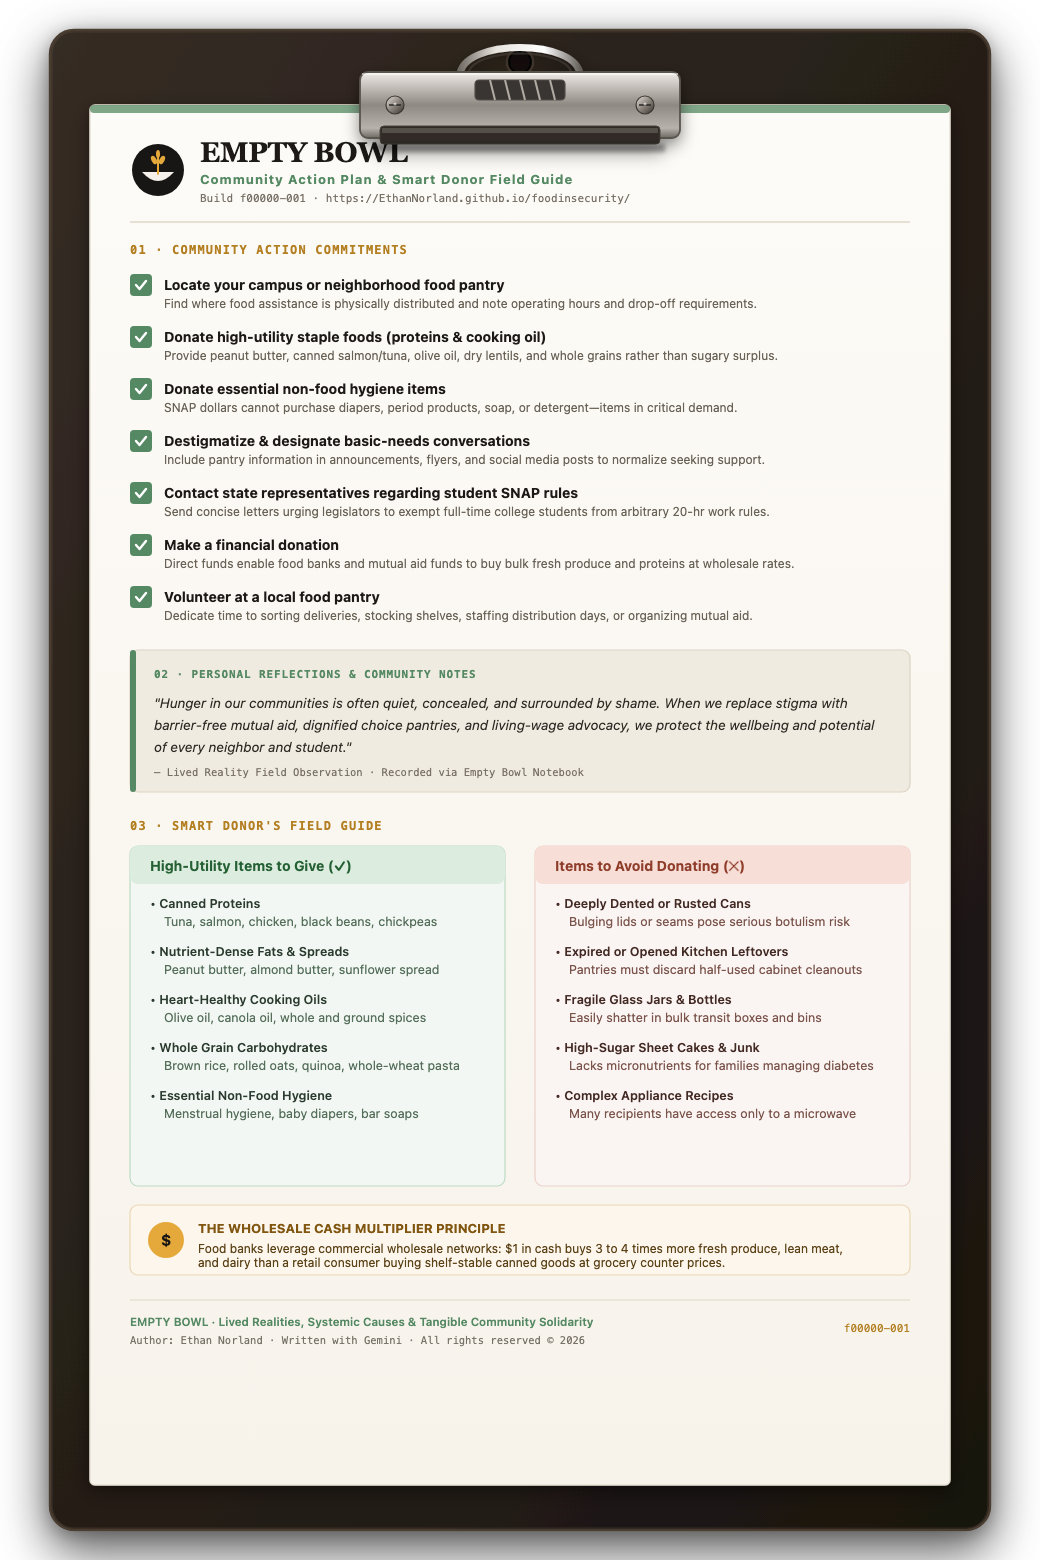 EMPTY BOWL
Community Action Plan & Smart Donor Field Guide
Build f00000–001 · https://EthanNorland.github.io/foodinsecurity/
01 · COMMUNITY ACTION COMMITMENTS
Locate your campus or neighborhood food pantry
Find where food assistance is physically distributed and note operating hours and drop-off requirements.
Donate high-utility staple foods (proteins & cooking oil)
Provide peanut butter, canned salmon/tuna, olive oil, dry lentils, and whole grains rather than sugary surplus.
Donate essential non-food hygiene items
SNAP dollars cannot purchase diapers, period products, soap, or detergent—items in critical demand.
Destigmatize & designate basic-needs conversations
Include pantry information in announcements, flyers, and social media posts to normalize seeking support.
Contact state representatives regarding student SNAP rules
Send concise letters urging legislators to exempt full-time college students from arbitrary 20-hr work rules.
Make a financial donation
Direct funds enable food banks and mutual aid funds to buy bulk fresh produce and proteins at wholesale rates.
Volunteer at a local food pantry
Dedicate time to sorting deliveries, stocking shelves, staffing distribution days, or organizing mutual aid.
02 · PERSONAL REFLECTIONS & COMMUNITY NOTES
"Hunger in our communities is often quiet, concealed, and surrounded by shame. When we replace stigma with
barrier-free mutual aid, dignified choice pantries, and living-wage advocacy, we protect the wellbeing and potential
of every neighbor and student."
— Lived Reality Field Observation · Recorded via Empty Bowl Notebook
03 · SMART DONOR'S FIELD GUIDE
High-Utility Items to Give (✓)
• Canned Proteins
Tuna, salmon, chicken, black beans, chickpeas
• Nutrient-Dense Fats & Spreads
Peanut butter, almond butter, sunflower spread
• Heart-Healthy Cooking Oils
Olive oil, canola oil, whole and ground spices
• Whole Grain Carbohydrates
Brown rice, rolled oats, quinoa, whole-wheat pasta
• Essential Non-Food Hygiene
Menstrual hygiene, baby diapers, bar soaps
Items to Avoid Donating (✕)
• Deeply Dented or Rusted Cans
Bulging lids or seams pose serious botulism risk
• Expired or Opened Kitchen Leftovers
Pantries must discard half-used cabinet cleanouts
• Fragile Glass Jars & Bottles
Easily shatter in bulk transit boxes and bins
• High-Sugar Sheet Cakes & Junk
Lacks micronutrients for families managing diabetes
• Complex Appliance Recipes
Many recipients have access only to a microwave
$
THE WHOLESALE CASH MULTIPLIER PRINCIPLE
Food banks leverage commercial wholesale networks: $1 in cash buys 3 to 4 times more fresh produce, lean meat,
and dairy than a retail consumer buying shelf-stable canned goods at grocery counter prices.
EMPTY BOWL · Lived Realities, Systemic Causes & Tangible Community Solidarity
Author: Ethan Norland · Written with Gemini · All rights reserved © 2026
f00000–001